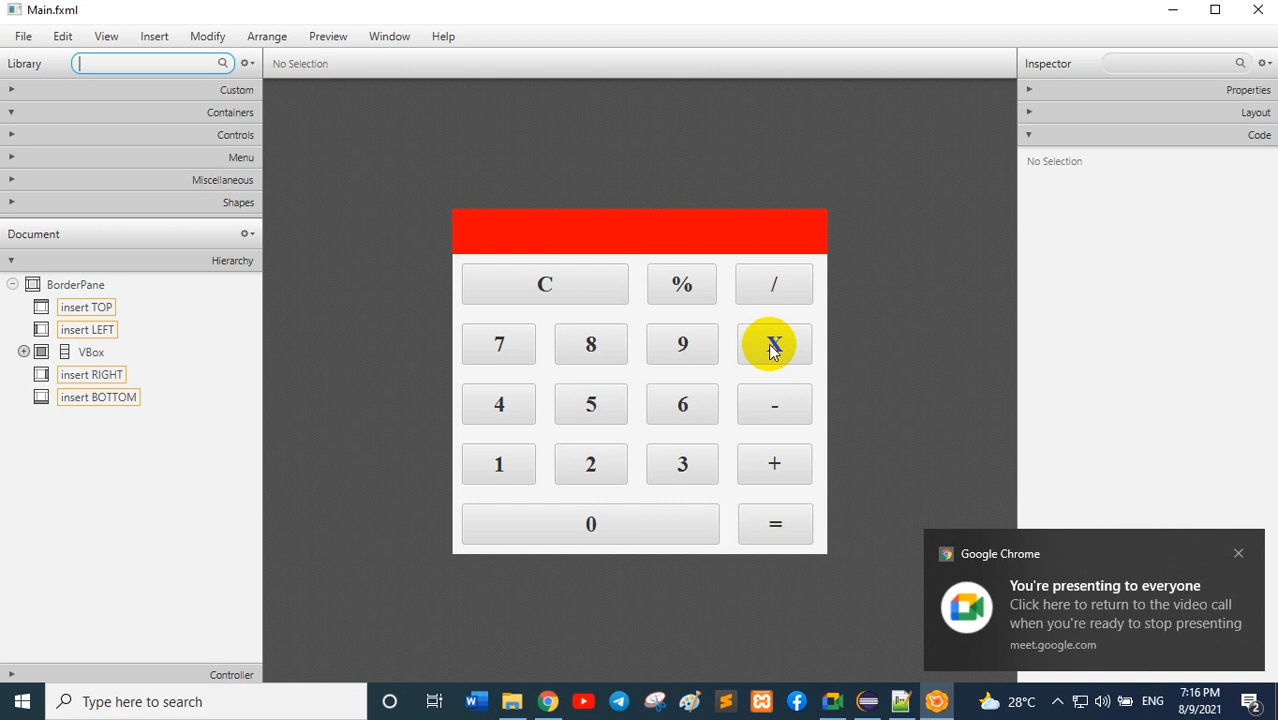 Main.fxml
File Edit View Insert Modify Arrange Preview Window Help
Library
No Selection
Inspector
Custom
Containers
Controls
Menu
Miscellaneous
Shapes
Document
Hierarchy
BorderPane
insert TOP
insert LEFT
VBox
insert RIGHT
insert BOTTOM
Controller
C % /
7 8 9 X
4 5 6 -
1 2 3 +
0 =
Properties
Layout
Code
No Selection
Google Chrome
You're presenting to everyone
Click here to return to the video call
when you're ready to stop presenting
meet.google.com
Type here to search
28°C
ENG
7:16 PM
8/9/2021
2